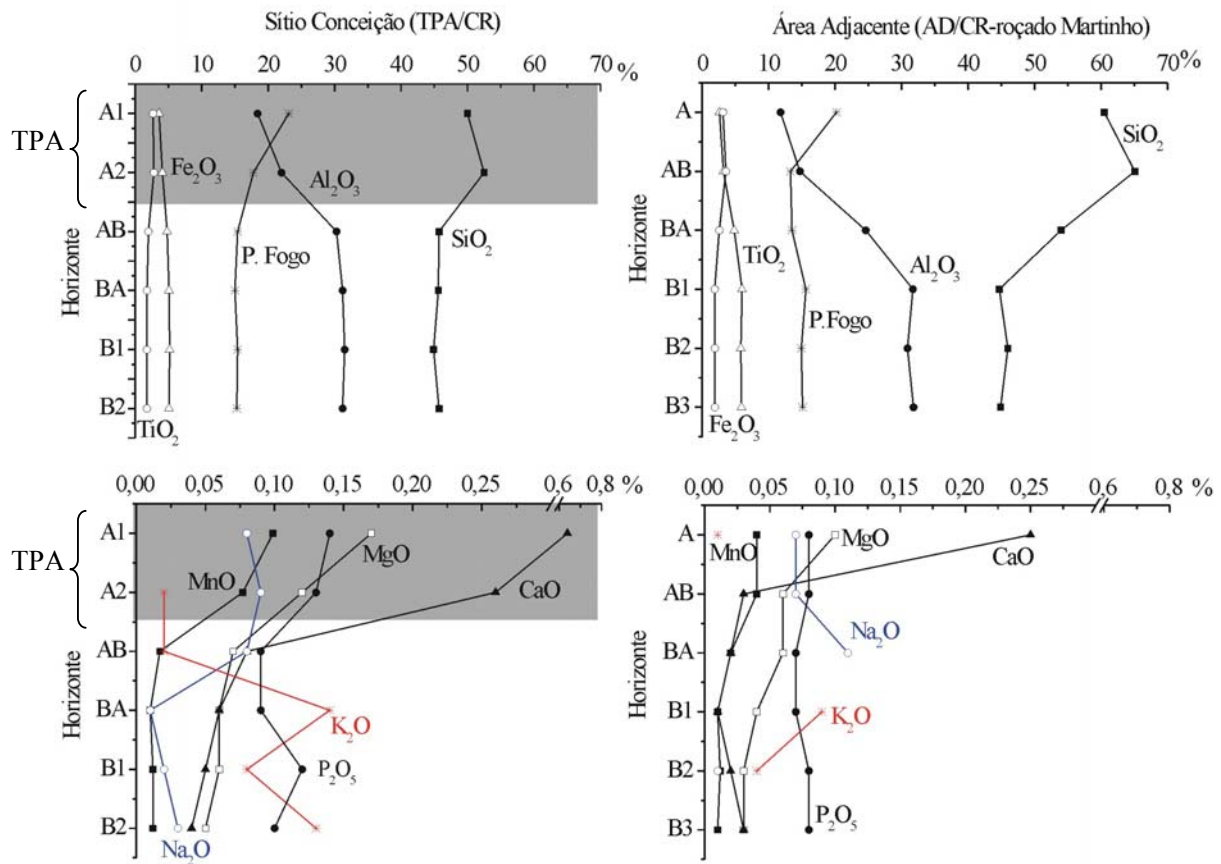 Sítio Conceição (TPA/CR)
0 10 20 30 40 50 60 70 %
TPA
Horizonte
A1
A2
AB
BA
B1
B2
Fe₂O₃
Al₂O₃
P. Fogo
SiO₂
TiO₂
Área Adjacente (AD/CR-roçado Martinho)
0 10 20 30 40 50 60 70 %
A
AB
BA
B1
B2
B3
SiO₂
TiO₂
Al₂O₃
P.Fogo
Fe₂O₃
0,00 0,05 0,10 0,15 0,20 0,25 0,6 0,8 %
TPA
Horizonte
A1
A2
AB
BA
B1
B2
MnO
MgO
CaO
K₂O
P₂O₅
Na₂O
0,00 0,05 0,10 0,15 0,20 0,25 0,6 0,8 %
Horizonte
A
AB
BA
B1
B2
B3
MnO
MgO
CaO
Na₂O
K₂O
P₂O₅